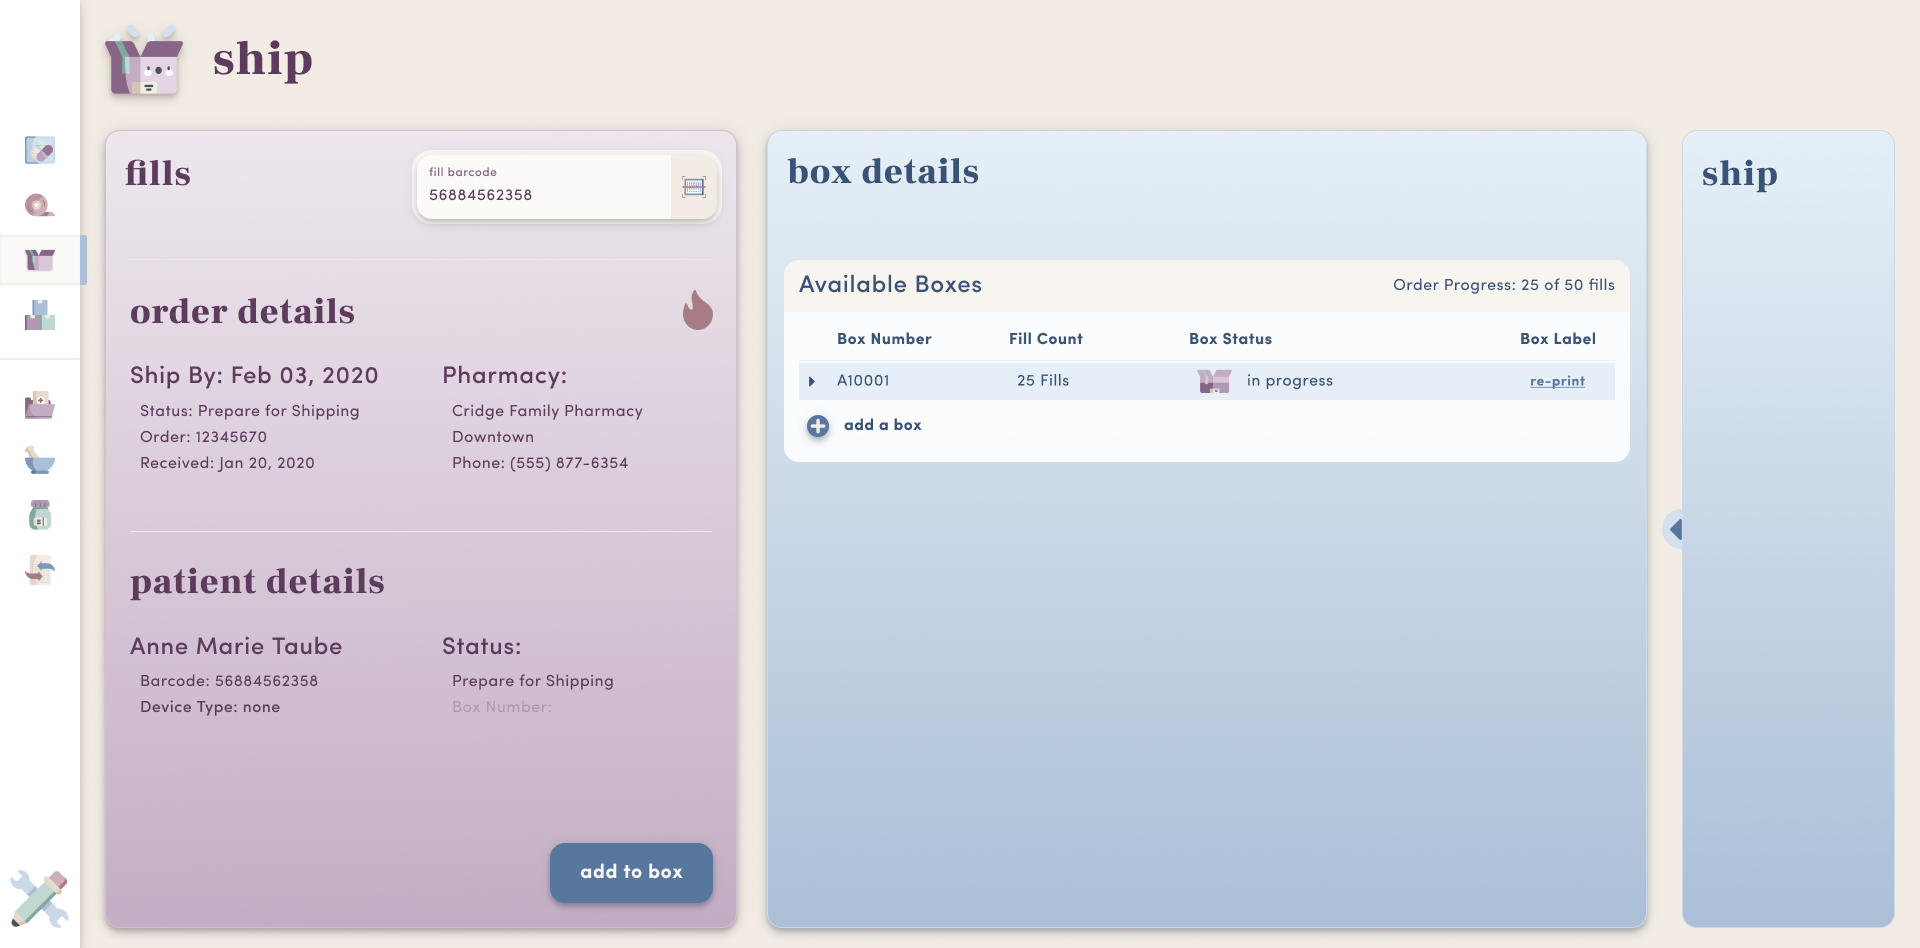 ship
fills
fill barcode
56884562358
order details
Ship By: Feb 03, 2020
Status: Prepare for Shipping
Order: 12345670
Received: Jan 20, 2020
Pharmacy:
Cridge Family Pharmacy
Downtown
Phone: (555) 877-6354
patient details
Anne Marie Taube
Barcode: 56884562358
Device Type: none
Status:
Prepare for Shipping
Box Number:
add to box
box details
Available Boxes
Order Progress: 25 of 50 fills
Box Number Fill Count Box Status Box Label
A10001 25 Fills in progress re-print
add a box
ship